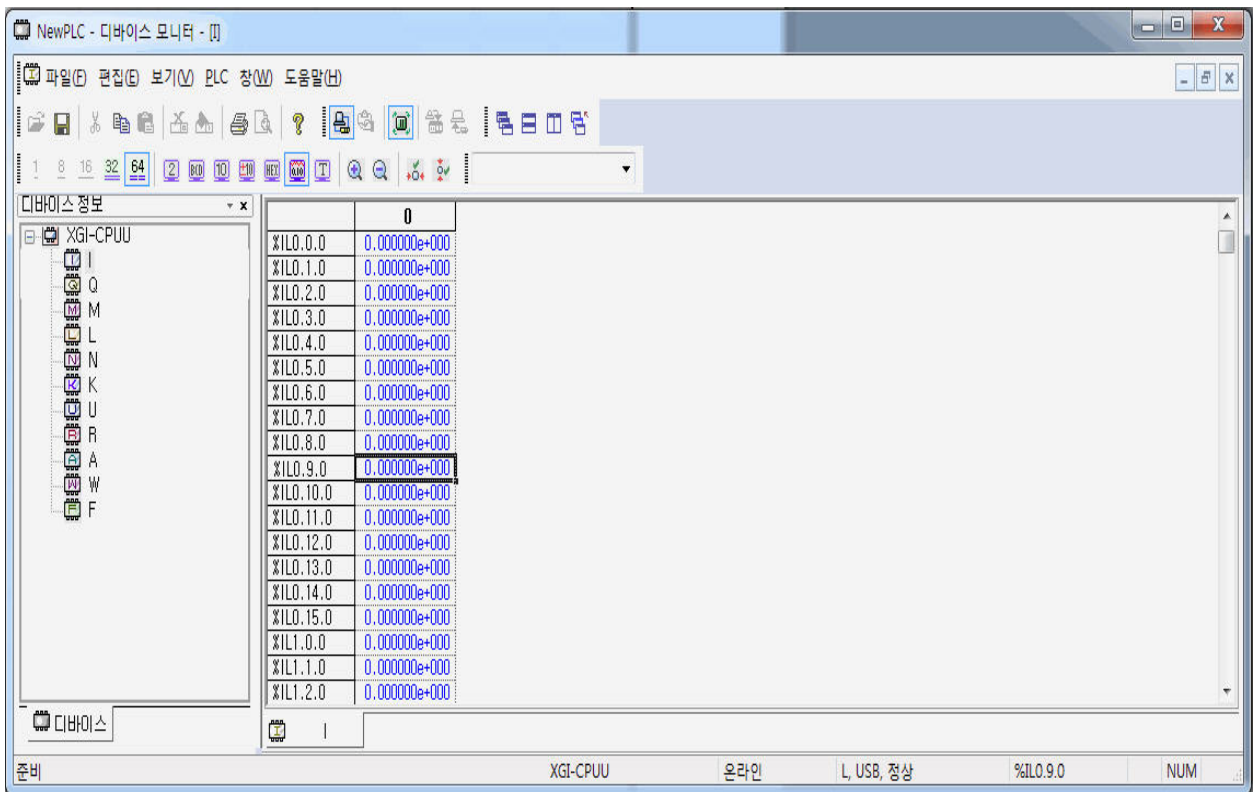 NewPLC - 디바이스 모니터 - [I]
파일(F) 편집(E) 보기(V) PLC 창(W) 도움말(H)
1 8 16 32 64 2 BCD 10 ±10 HEX T
디바이스 정보
XGI-CPUU
I
Q
M
L
N
K
U
R
A
W
F
디바이스
0
%IL0.0.0 0.000000e+000
%IL0.1.0 0.000000e+000
%IL0.2.0 0.000000e+000
%IL0.3.0 0.000000e+000
%IL0.4.0 0.000000e+000
%IL0.5.0 0.000000e+000
%IL0.6.0 0.000000e+000
%IL0.7.0 0.000000e+000
%IL0.8.0 0.000000e+000
%IL0.9.0 0.000000e+000
%IL0.10.0 0.000000e+000
%IL0.11.0 0.000000e+000
%IL0.12.0 0.000000e+000
%IL0.13.0 0.000000e+000
%IL0.14.0 0.000000e+000
%IL0.15.0 0.000000e+000
%IL1.0.0 0.000000e+000
%IL1.1.0 0.000000e+000
%IL1.2.0 0.000000e+000
I
준비 XGI-CPUU 온라인 L, USB, 정상 %IL0.9.0 NUM